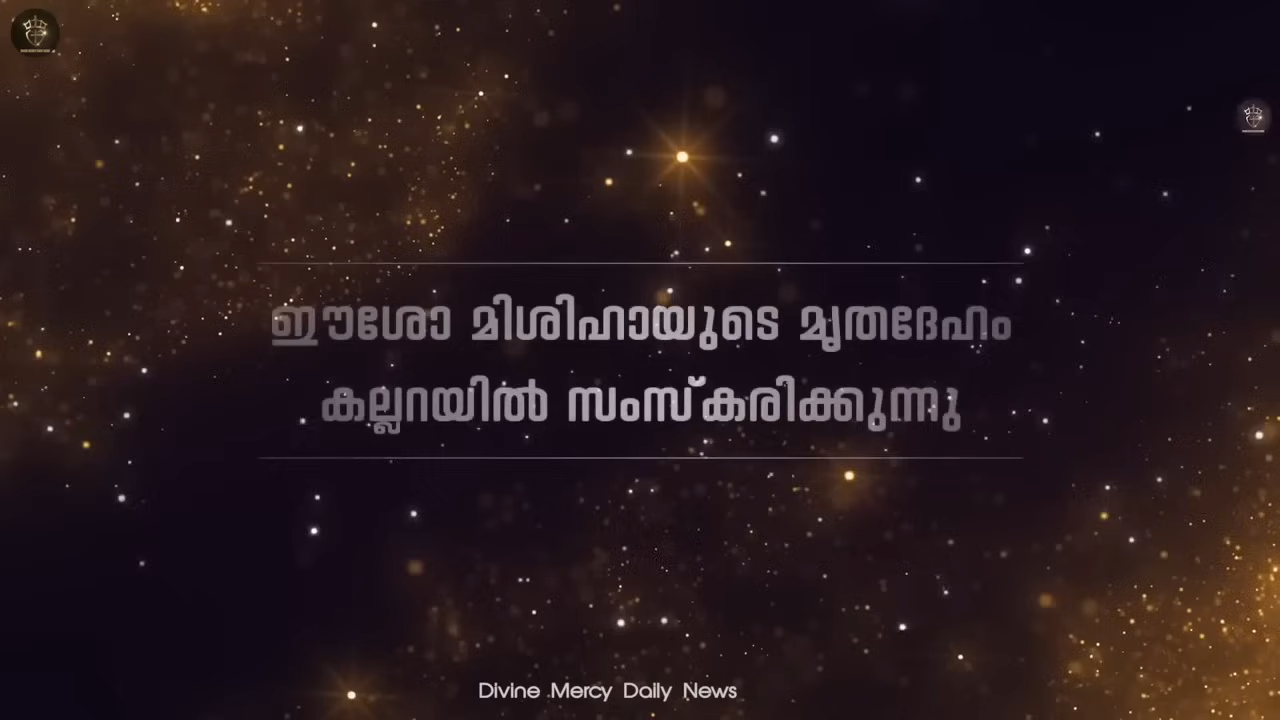 ഈശോ മിശിഹായുടെ മൃതദേഹം
കല്ലറയിൽ സംസ്കരിക്കുന്നു
Divine Mercy Daily News